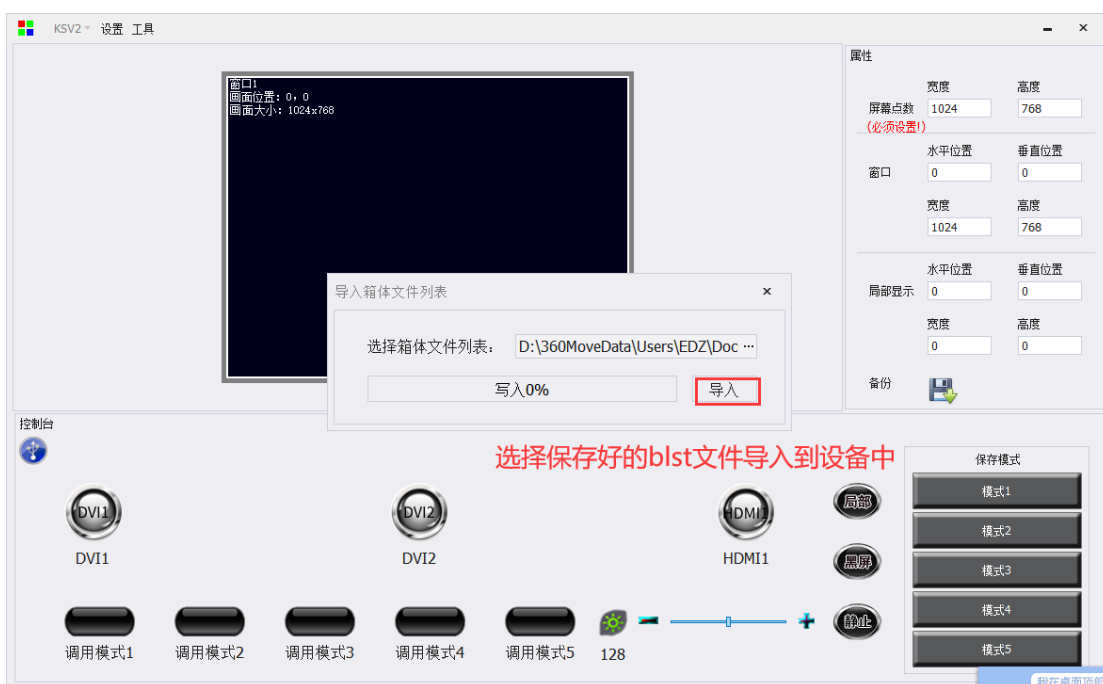 KSV2 设置 工具
属性
窗口1
画面位置：0，0
画面大小：1024x768
宽度 高度
屏幕点数 1024 768
(必须设置!)
水平位置 垂直位置
窗口 0 0
宽度 高度
1024 768
水平位置 垂直位置
局部显示 0 0
宽度 高度
0 0
备份
导入箱体文件列表
选择箱体文件列表： D:\360MoveData\Users\EDZ\Doc ...
写入0% 导入
控制台
选择保存好的blst文件导入到设备中
DVI1 DVI2 HDMI1 局部
DVI1 DVI2 HDMI1
黑屏
静止
调用模式1 调用模式2 调用模式3 调用模式4 调用模式5 128
保存模式
模式1
模式2
模式3
模式4
模式5